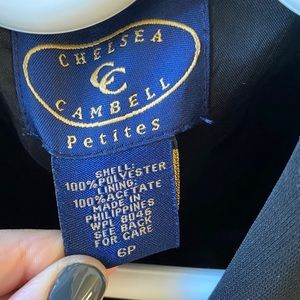 CHELSEA
CC
CAMBELL
Petites
SHELL:
100% POLYESTER
LINING:
100% ACETATE
MADE IN
PHILIPPINES
WPL 8046
SEE BACK
FOR CARE
6P